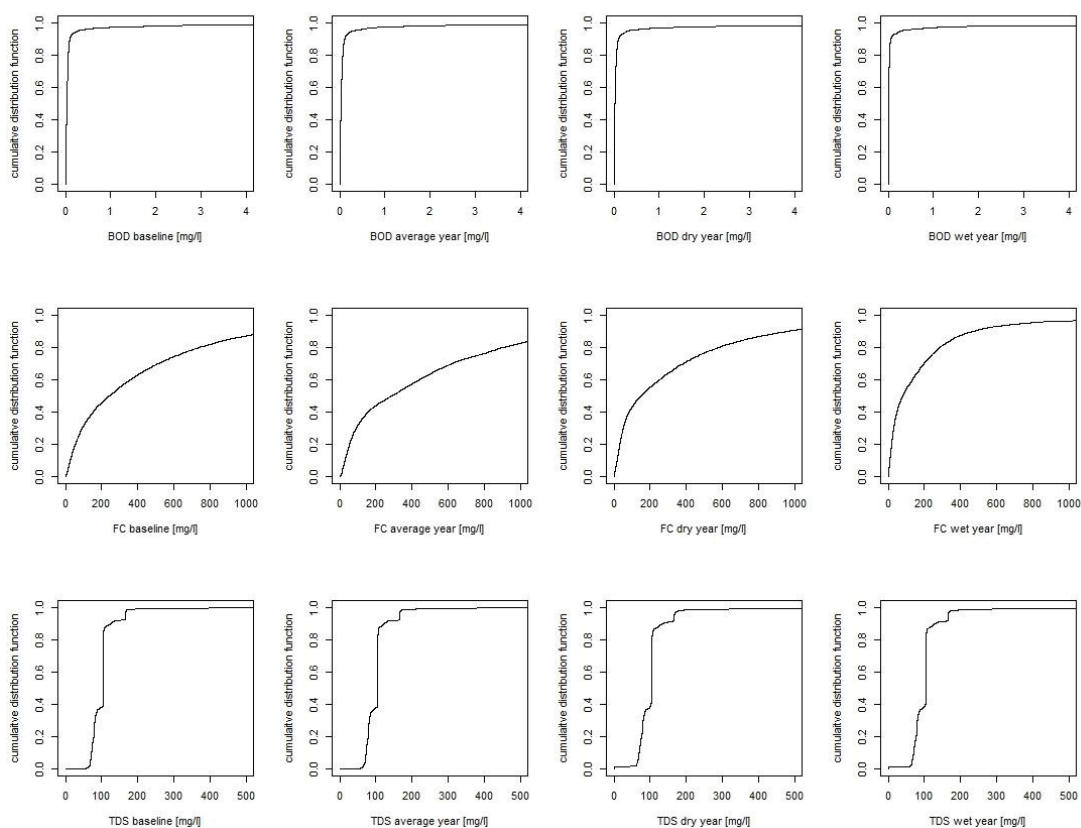 cumulaitve distribution function
0.0 0.2 0.4 0.6 0.8 1.0
0 1 2 3 4
BOD baseline [mg/l]
cumulaitve distribution function
0.0 0.2 0.4 0.6 0.8 1.0
0 1 2 3 4
BOD average year [mg/l]
cumulaitve distribution function
0.0 0.2 0.4 0.6 0.8 1.0
0 1 2 3 4
BOD dry year [mg/l]
cumulaitve distribution function
0.0 0.2 0.4 0.6 0.8 1.0
0 1 2 3 4
BOD wet year [mg/l]
cumulaitve distribution function
0.0 0.2 0.4 0.6 0.8 1.0
0 200 400 600 800 1000
FC baseline [mg/l]
cumulaitve distribution function
0.0 0.2 0.4 0.6 0.8 1.0
0 200 400 600 800 1000
FC average year [mg/l]
cumulaitve distribution function
0.0 0.2 0.4 0.6 0.8 1.0
0 200 400 600 800 1000
FC dry year [mg/l]
cumulaitve distribution function
0.0 0.2 0.4 0.6 0.8 1.0
0 200 400 600 800 1000
FC wet year [mg/l]
cumulaitve distribution function
0.0 0.2 0.4 0.6 0.8 1.0
0 100 200 300 400 500
TDS baseline [mg/l]
cumulaitve distribution function
0.0 0.2 0.4 0.6 0.8 1.0
0 100 200 300 400 500
TDS average year [mg/l]
cumulaitve distribution function
0.0 0.2 0.4 0.6 0.8 1.0
0 100 200 300 400 500
TDS dry year [mg/l]
cumulaitve distribution function
0.0 0.2 0.4 0.6 0.8 1.0
0 100 200 300 400 500
TDS wet year [mg/l]